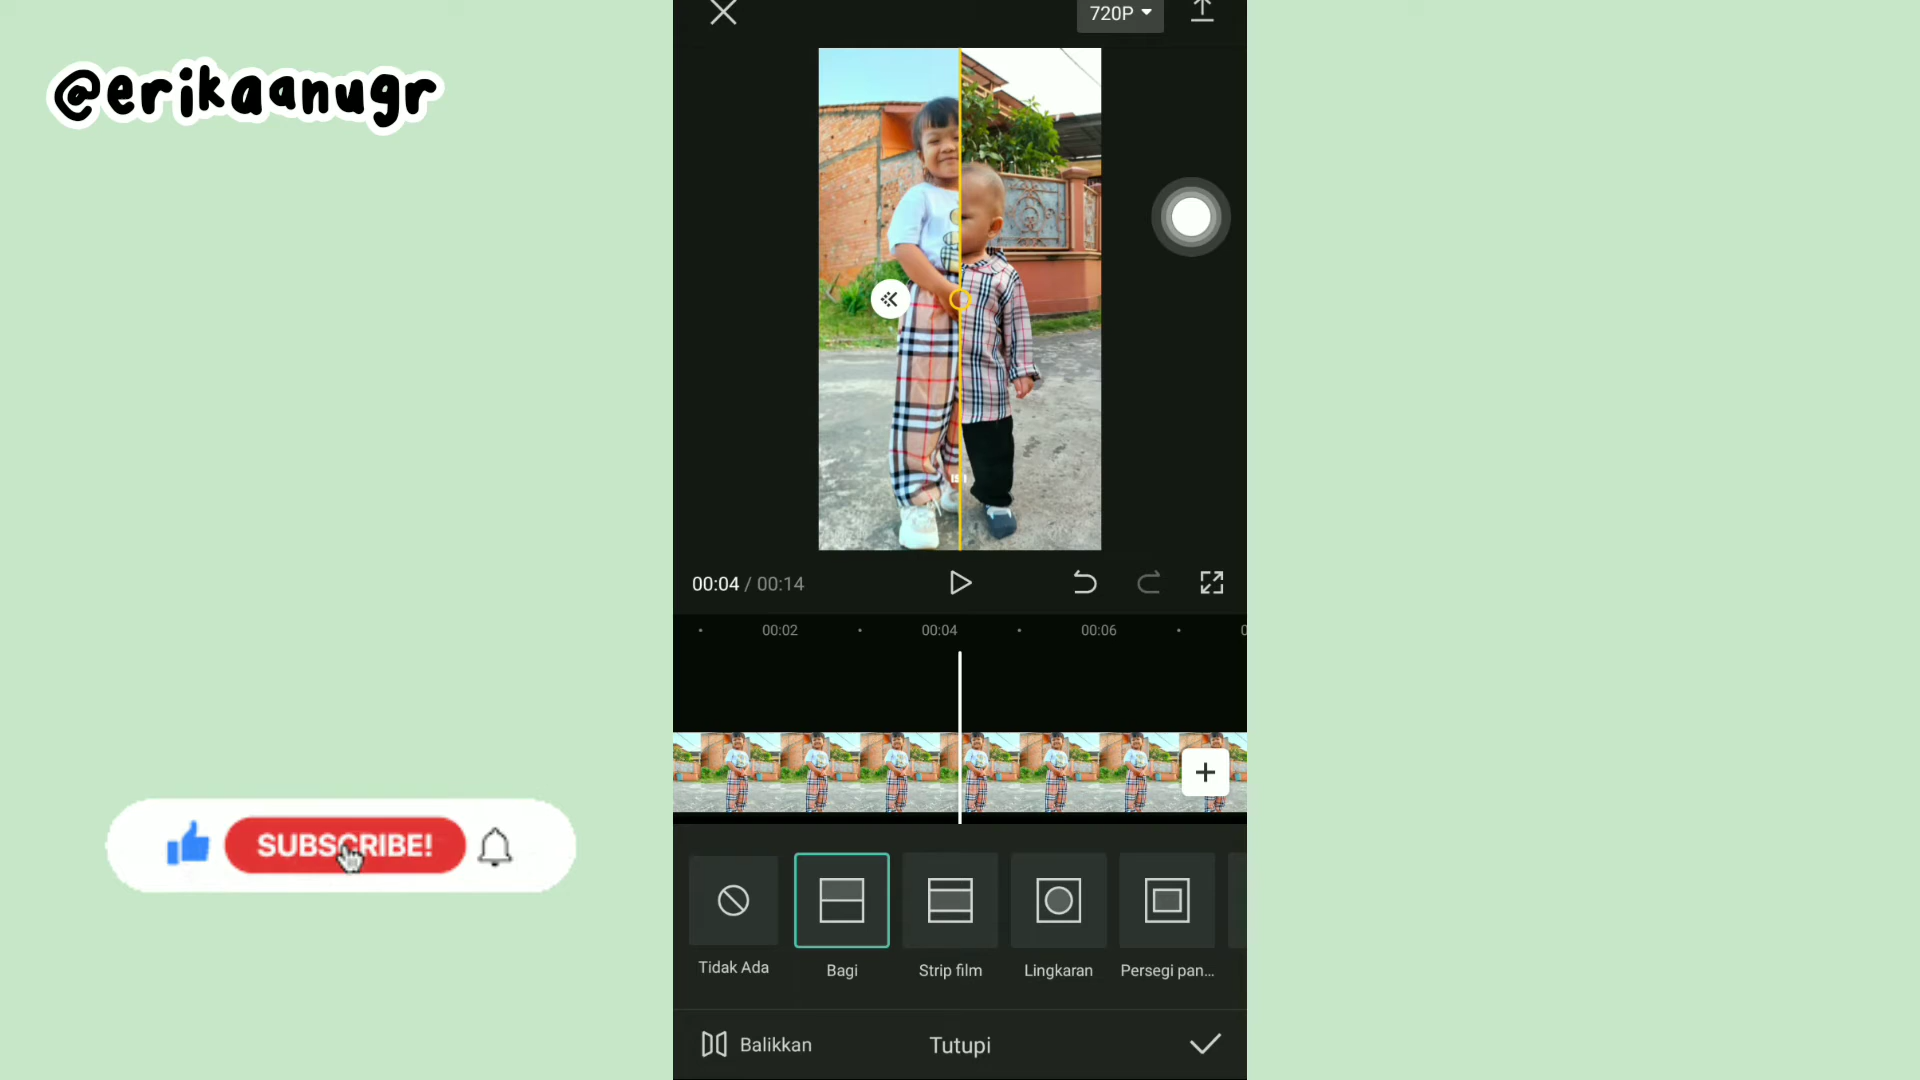 @erikaanugr
720P
00:04 / 00:14
00:02
00:04
00:06
0
SUBSCRIBE!
Tidak Ada
Bagi
Strip film
Lingkaran
Persegi pan...
Balikkan
Tutupi